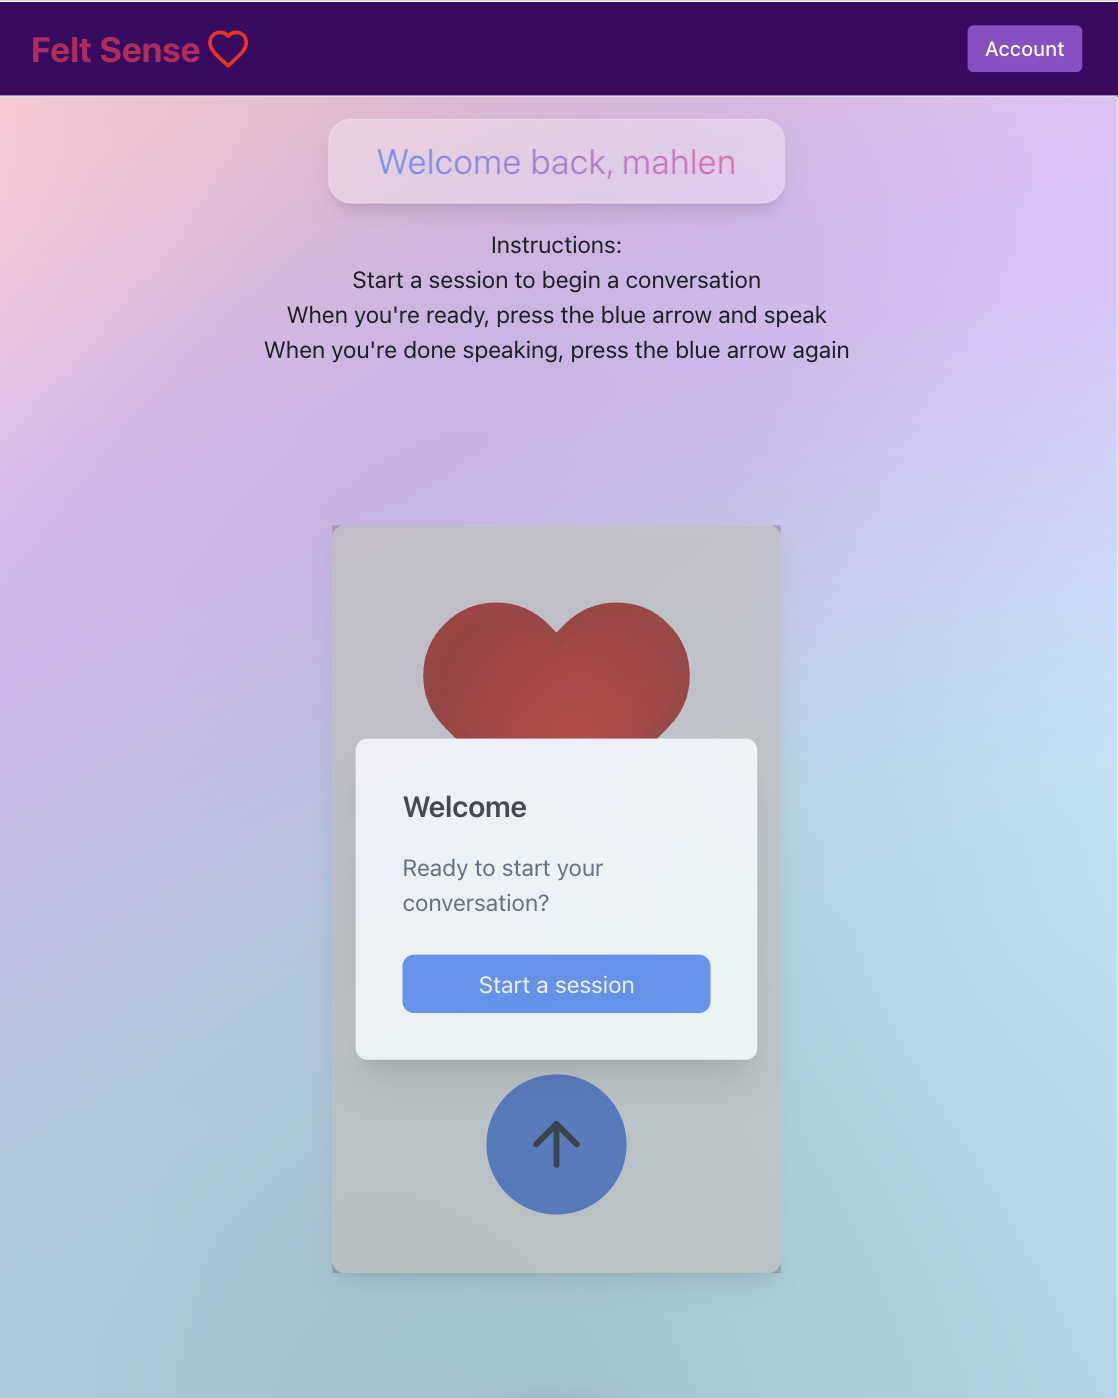 Felt Sense
Account
Welcome back, mahlen
Instructions:
Start a session to begin a conversation
When you're ready, press the blue arrow and speak
When you're done speaking, press the blue arrow again
Welcome
Ready to start your
conversation?
Start a session